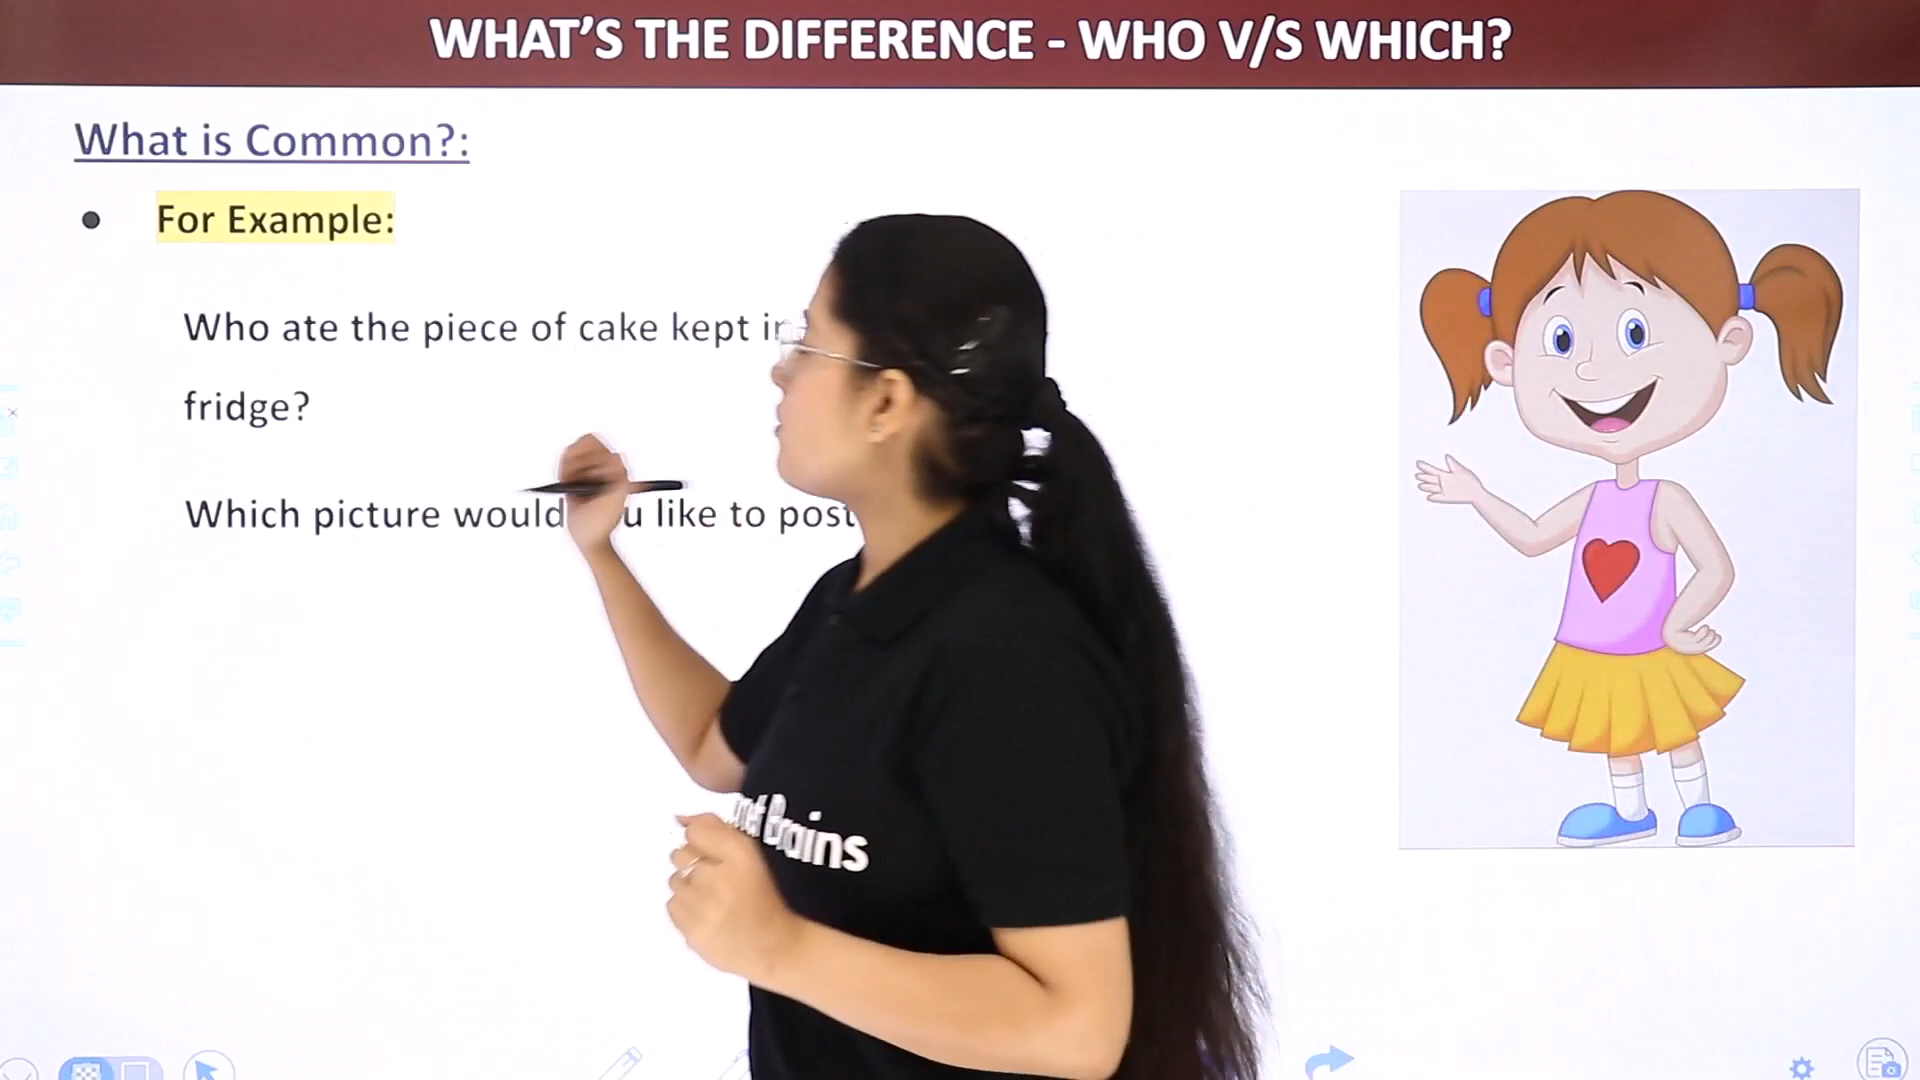 WHAT'S THE DIFFERENCE - WHO V/S WHICH?
What is Common?:
For Example:
Who ate the piece of cake kept in
fridge?
Which picture would like to post
Brains